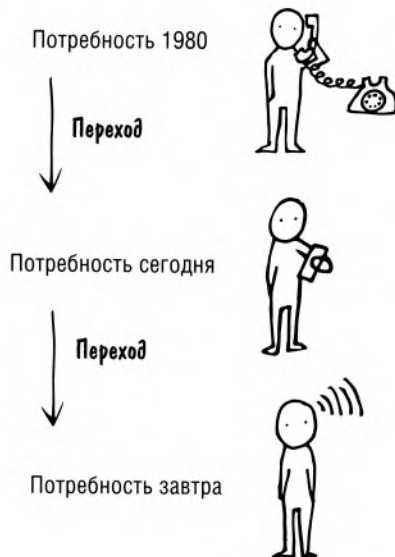 Потребность 1980
Переход
Потребность сегодня
Переход
Потребность завтра